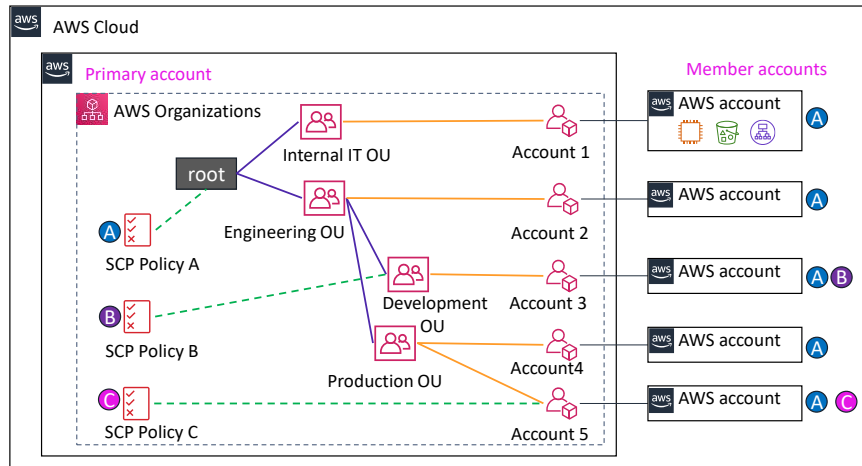 aws
AWS Cloud
aws
Primary account
Member accounts
AWS Organizations
Internal IT OU
Account 1
aws
AWS account
A
root
Engineering OU
Account 2
aws
AWS account
A
A
SCP Policy A
Development
OU
Account 3
aws
AWS account
A
B
B
SCP Policy B
Production OU
Account4
aws
AWS account
A
C
SCP Policy C
Account 5
aws
AWS account
A
C